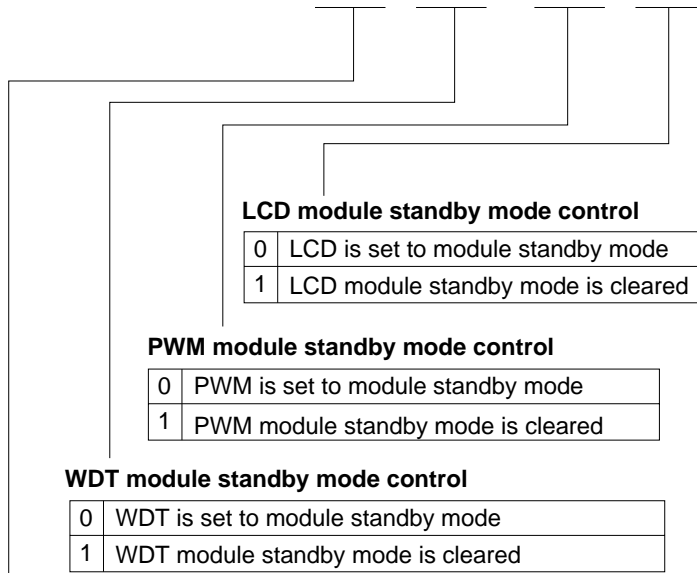 LCD module standby mode control
0 LCD is set to module standby mode
1 LCD module standby mode is cleared
PWM module standby mode control
0 PWM is set to module standby mode
1 PWM module standby mode is cleared
WDT module standby mode control
0 WDT is set to module standby mode
1 WDT module standby mode is cleared